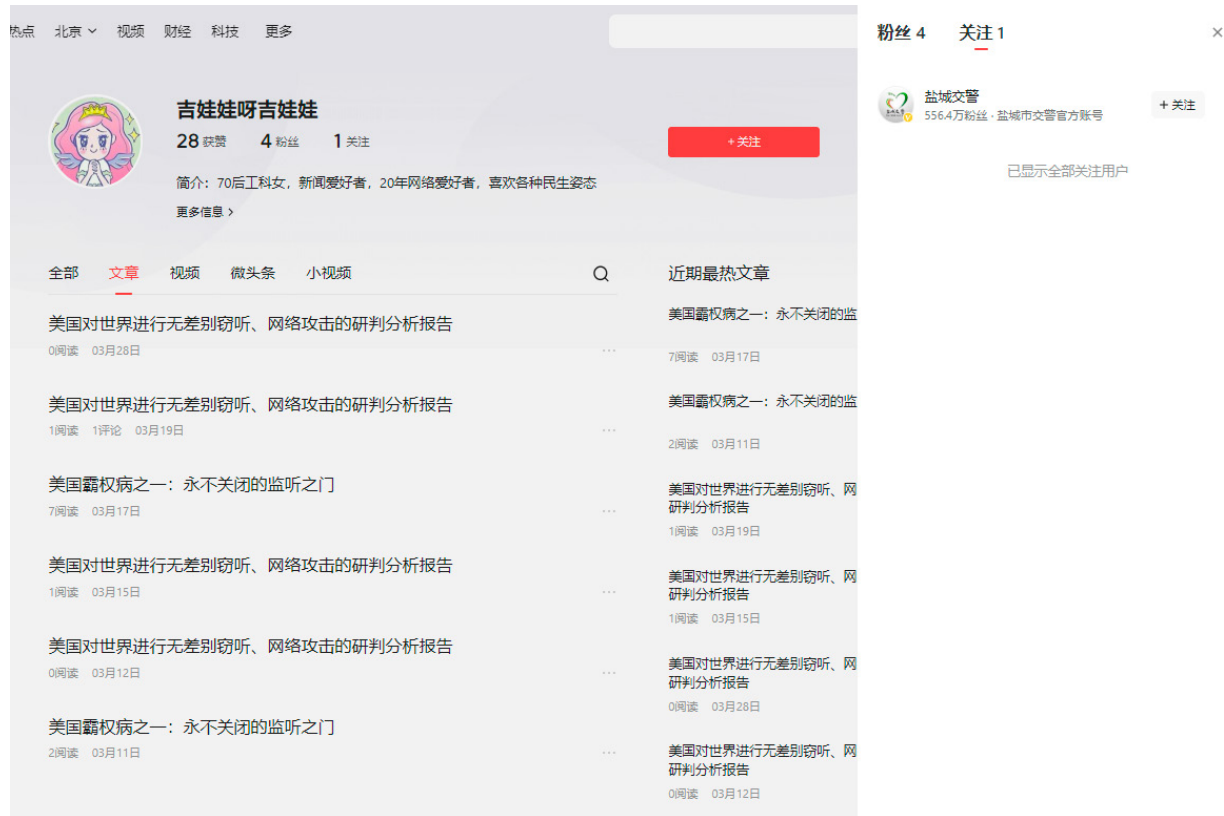 热点 北京 视频 财经 科技 更多
吉娃娃呀吉娃娃
28 获赞 4 粉丝 1 关注
简介：70后工科女，新闻爱好者，20年网络爱好者，喜欢各种民生姿态
更多信息
+关注
全部 文章 视频 微头条 小视频
美国对世界进行无差别窃听、网络攻击的研判分析报告
0阅读 03月28日
美国对世界进行无差别窃听、网络攻击的研判分析报告
1阅读 1评论 03月19日
美国霸权病之一：永不关闭的监听之门
7阅读 03月17日
美国对世界进行无差别窃听、网络攻击的研判分析报告
1阅读 03月15日
美国对世界进行无差别窃听、网络攻击的研判分析报告
0阅读 03月12日
美国霸权病之一：永不关闭的监听之门
2阅读 03月11日
近期最热文章
美国霸权病之一：永不关闭的监
7阅读 03月17日
美国霸权病之一：永不关闭的监
2阅读 03月11日
美国对世界进行无差别窃听、网
研判分析报告
1阅读 03月19日
美国对世界进行无差别窃听、网
研判分析报告
1阅读 03月15日
美国对世界进行无差别窃听、网
研判分析报告
0阅读 03月28日
美国对世界进行无差别窃听、网
研判分析报告
0阅读 03月12日
粉丝 4 关注 1
盐城交警
556.4万粉丝 · 盐城市交警官方账号
+ 关注
已显示全部关注用户